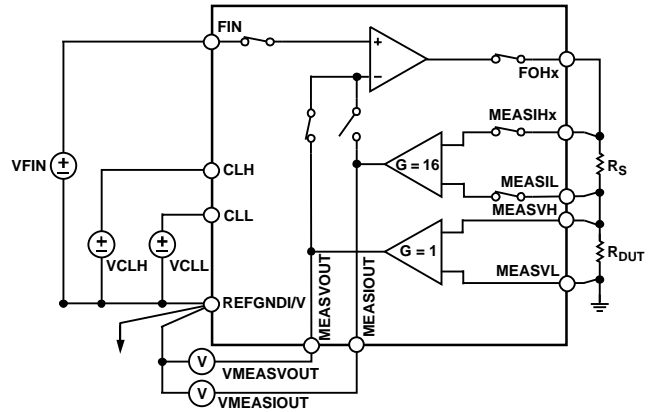 FIN
+
–
FOHx
MEASIHx
VFIN
±
G = 16
RS
CLH
MEASIL
CLL
MEASVH
±
VCLH
±
VCLL
G = 1
RDUT
MEASVL
REFGNDI/V
MEASVOUT
MEASIOUT
V
VMEASVOUT
V
VMEASIOUT